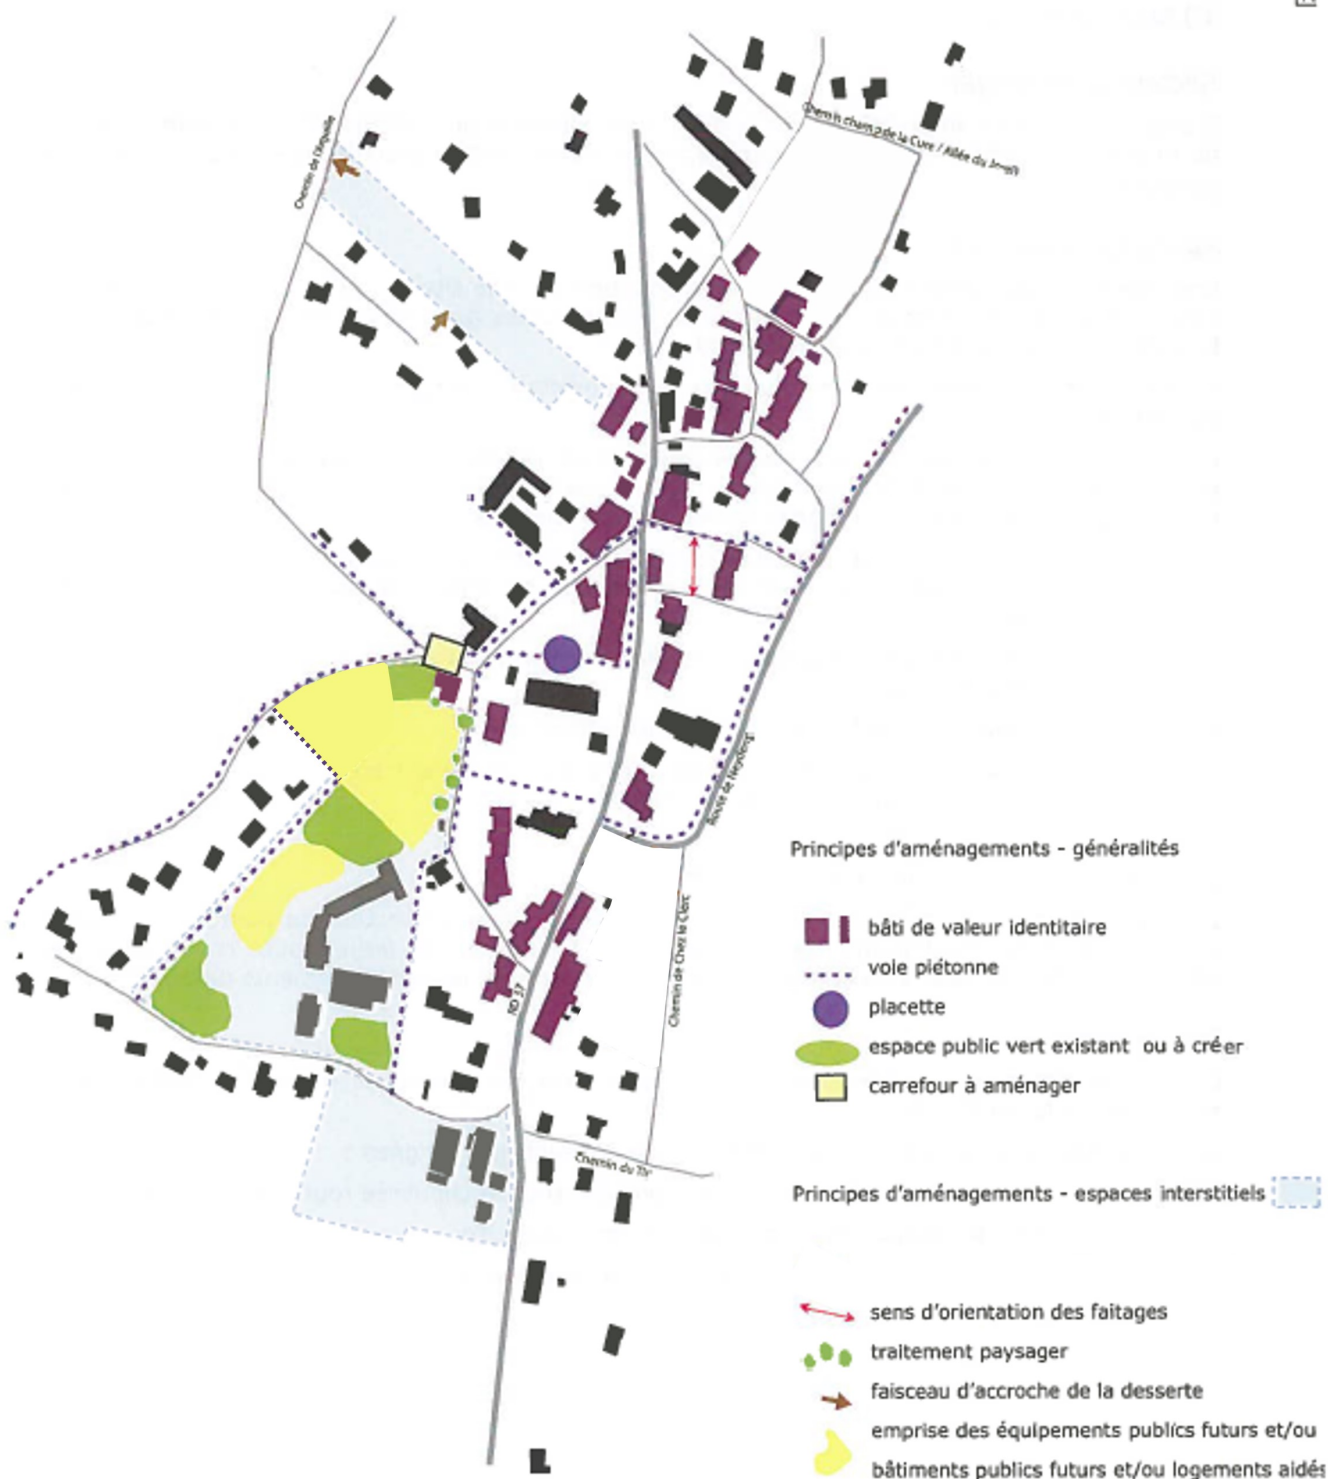 Chemin champ de la Cure / Allée du
Chemin de l'Aiguille
Route de
Chemin de Chez le Clerc
RD 37
Chemin du Tir
Principes d'aménagements - généralités
bâti de valeur identitaire
voie piétonne
placette
espace public vert existant ou à créer
carrefour à aménager
Principes d'aménagements - espaces interstitiels
sens d'orientation des faitages
traitement paysager
faisceau d'accroche de la desserte
emprise des équipements publics futurs et/ou
bâtiments publics futurs et/ou logements aidés